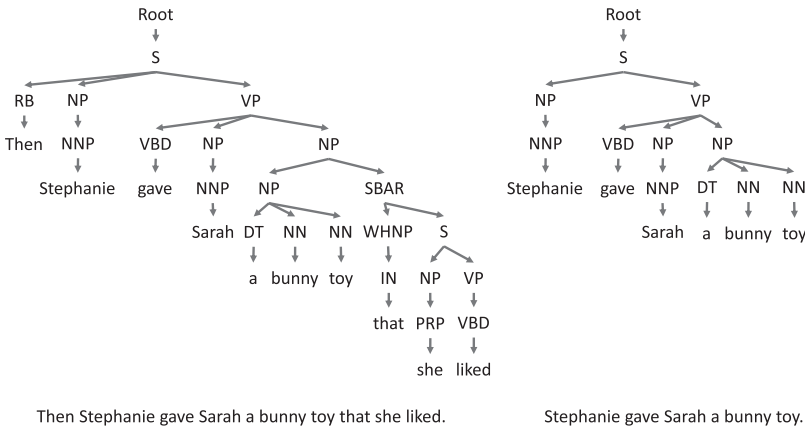 Root Root
S S
RB NP VP NP VP
Then NNP VBD NP NP NNP VBD NP NP
Stephanie gave NNP NP SBAR Stephanie gave NNP DT NN NN
Sarah DT NN NN WHNP S Sarah a bunny toy
a bunny toy IN NP VP
that PRP VBD
she liked
Then Stephanie gave Sarah a bunny toy that she liked. Stephanie gave Sarah a bunny toy.